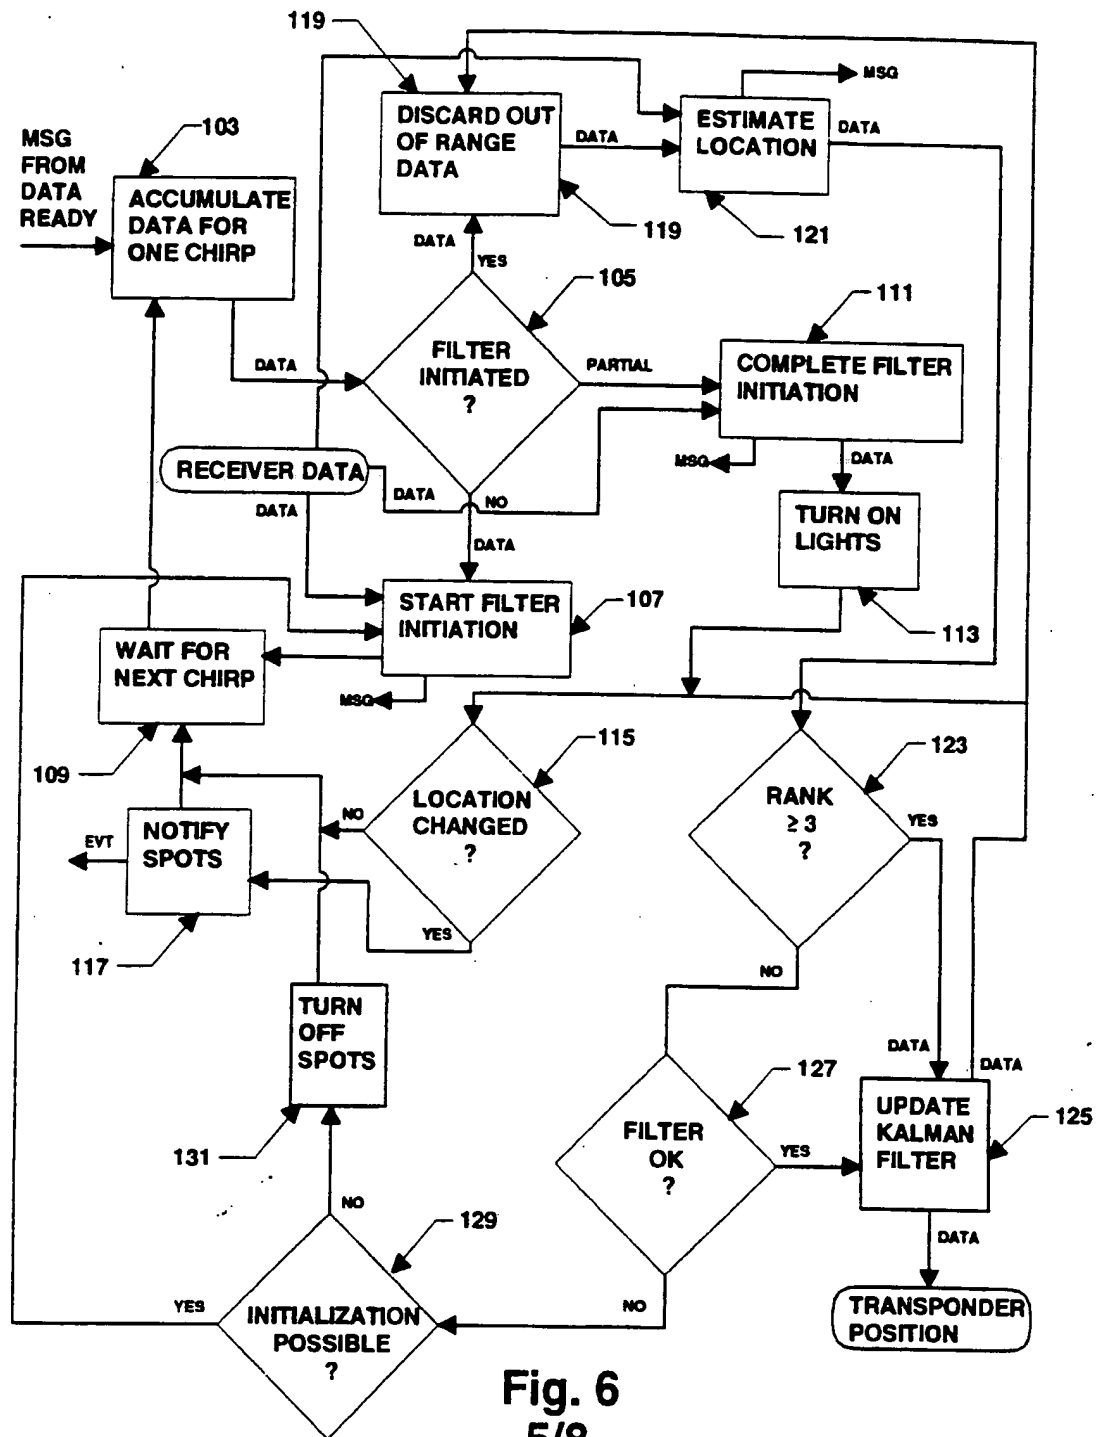 119
MSG
DISCARD OUT
OF RANGE
DATA
DATA
ESTIMATE
LOCATION
DATA
103
MSG
FROM
DATA
READY
ACCUMULATE
DATA FOR
ONE CHIRP
119
121
DATA
YES
105
111
FILTER
INITIATED
?
DATA
PARTIAL
COMPLETE FILTER
INITIATION
MSG
DATA
RECEIVER DATA
DATA
NO
DATA
DATA
TURN ON
LIGHTS
START FILTER
INITIATION
107
113
WAIT FOR
NEXT CHIRP
MSG
109
115
123
LOCATION
CHANGED
?
NO
YES
RANK
≥ 3
?
YES
NO
NOTIFY
SPOTS
EVT
117
TURN
OFF
SPOTS
131
DATA
DATA
127
UPDATE
KALMAN
FILTER
125
FILTER
OK
?
YES
NO
NO
129
INITIALIZATION
POSSIBLE
?
YES
DATA
TRANSPONDER
POSITION
Fig. 6
5/8